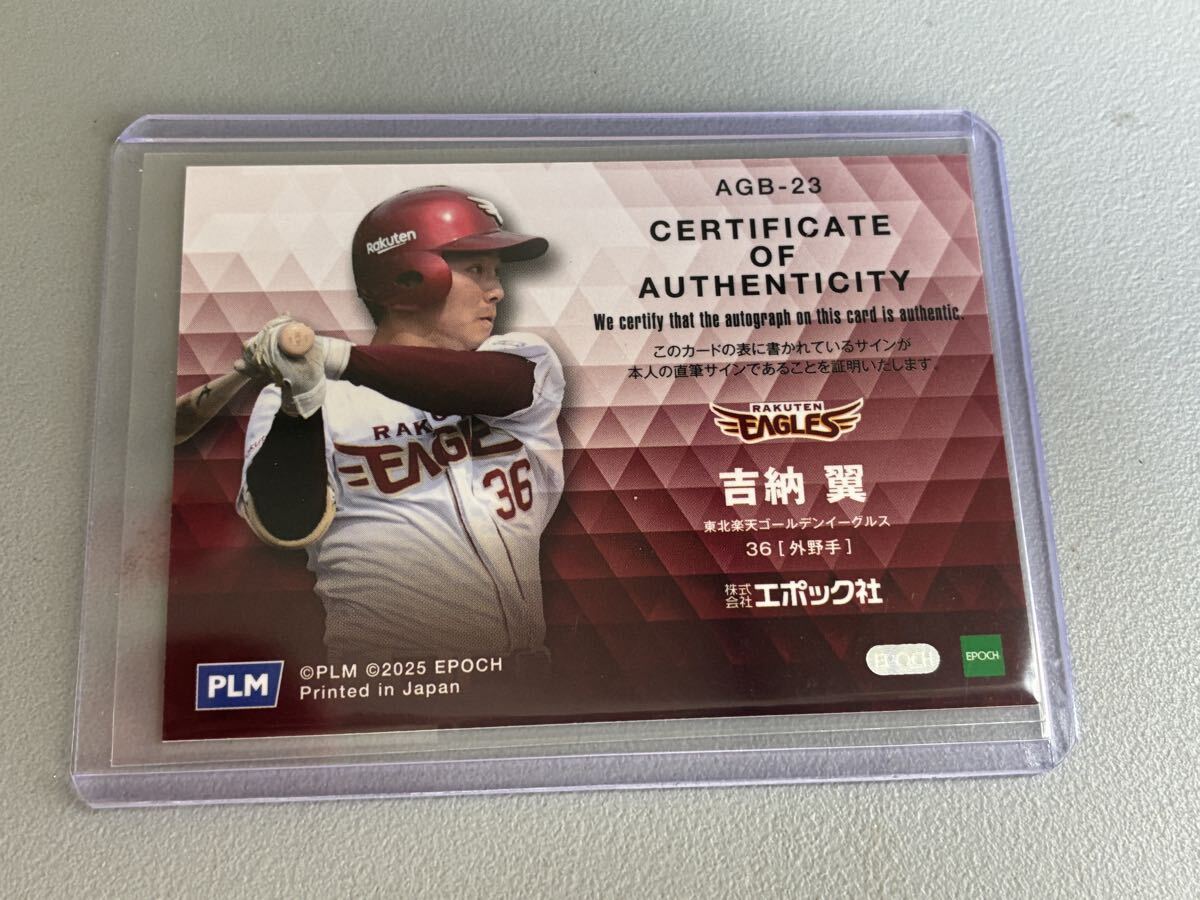 AGB-23
CERTIFICATE
OF
AUTHENTICITY
We certify that the autograph on this card is authentic.
このカードの表に書かれているサインが
本人の直筆サインであることを証明いたします。
RAKUTEN
EAGLES
吉納 翼
東北楽天ゴールデンイーグルス
36 [ 外野手 ]
株式会社 エポック社
EPOCH
EPOCH
Rakuten
RAKU
EAGLE
36
PLM
©PLM ©2025 EPOCH
Printed in Japan